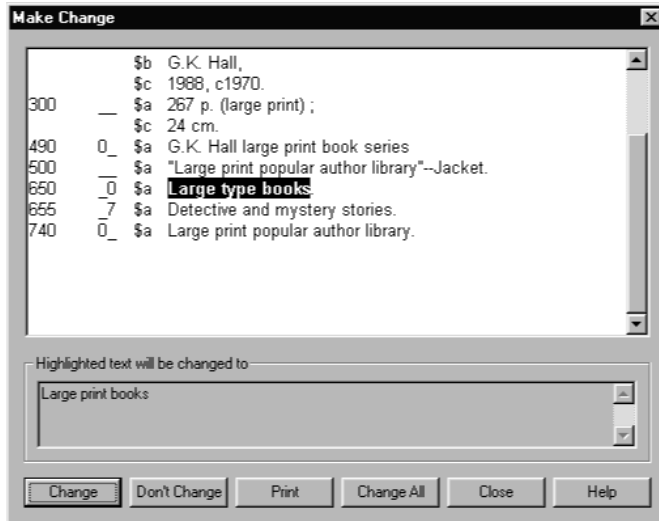 Make Change
$b G.K. Hall,
$c 1988, c1970.
300 __ $a 267 p. (large print) ;
$c 24 cm.
490 0_ $a G.K. Hall large print book series
500 __ $a "Large print popular author library"--Jacket.
650 _0 $a Large type books.
655 _7 $a Detective and mystery stories.
740 0_ $a Large print popular author library.
Highlighted text will be changed to
Large print books
Change Don't Change Print Change All Close Help